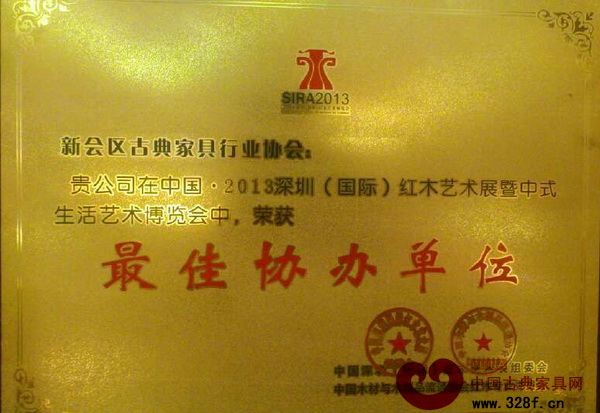 SIRA2013
新会区古典家具行业协会：
贵公司在中国·2013深圳（国际）红木艺术展暨中式
生活艺术博览会中，荣获
最佳协办单位
中国深圳
组委会
中国木材与木
中国古典家具网
www.328f.cn